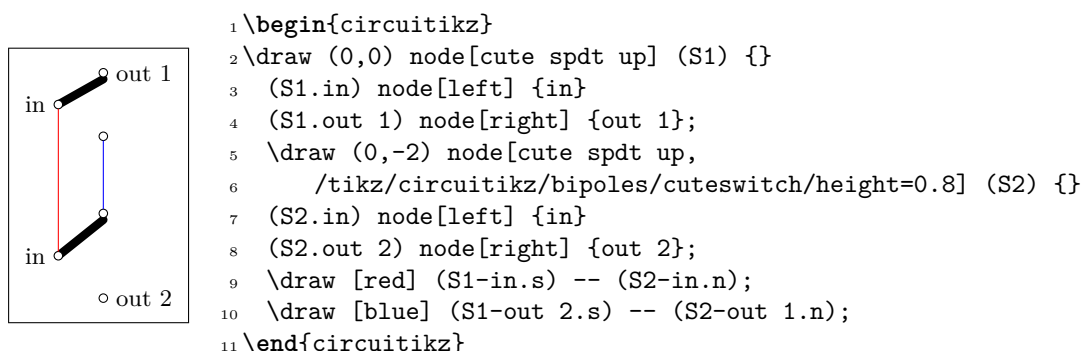 out 1
in
in
out 2
1 \begin{circuitikz}
2 \draw (0,0) node[cute spdt up] (S1) {}
3 (S1.in) node[left] {in}
4 (S1.out 1) node[right] {out 1};
5 \draw (0,-2) node[cute spdt up,
6 /tikz/circuitikz/bipoles/cuteswitch/height=0.8] (S2) {}
7 (S2.in) node[left] {in}
8 (S2.out 2) node[right] {out 2};
9 \draw [red] (S1-in.s) -- (S2-in.n);
10 \draw [blue] (S1-out 2.s) -- (S2-out 1.n);
11 \end{circuitikz}